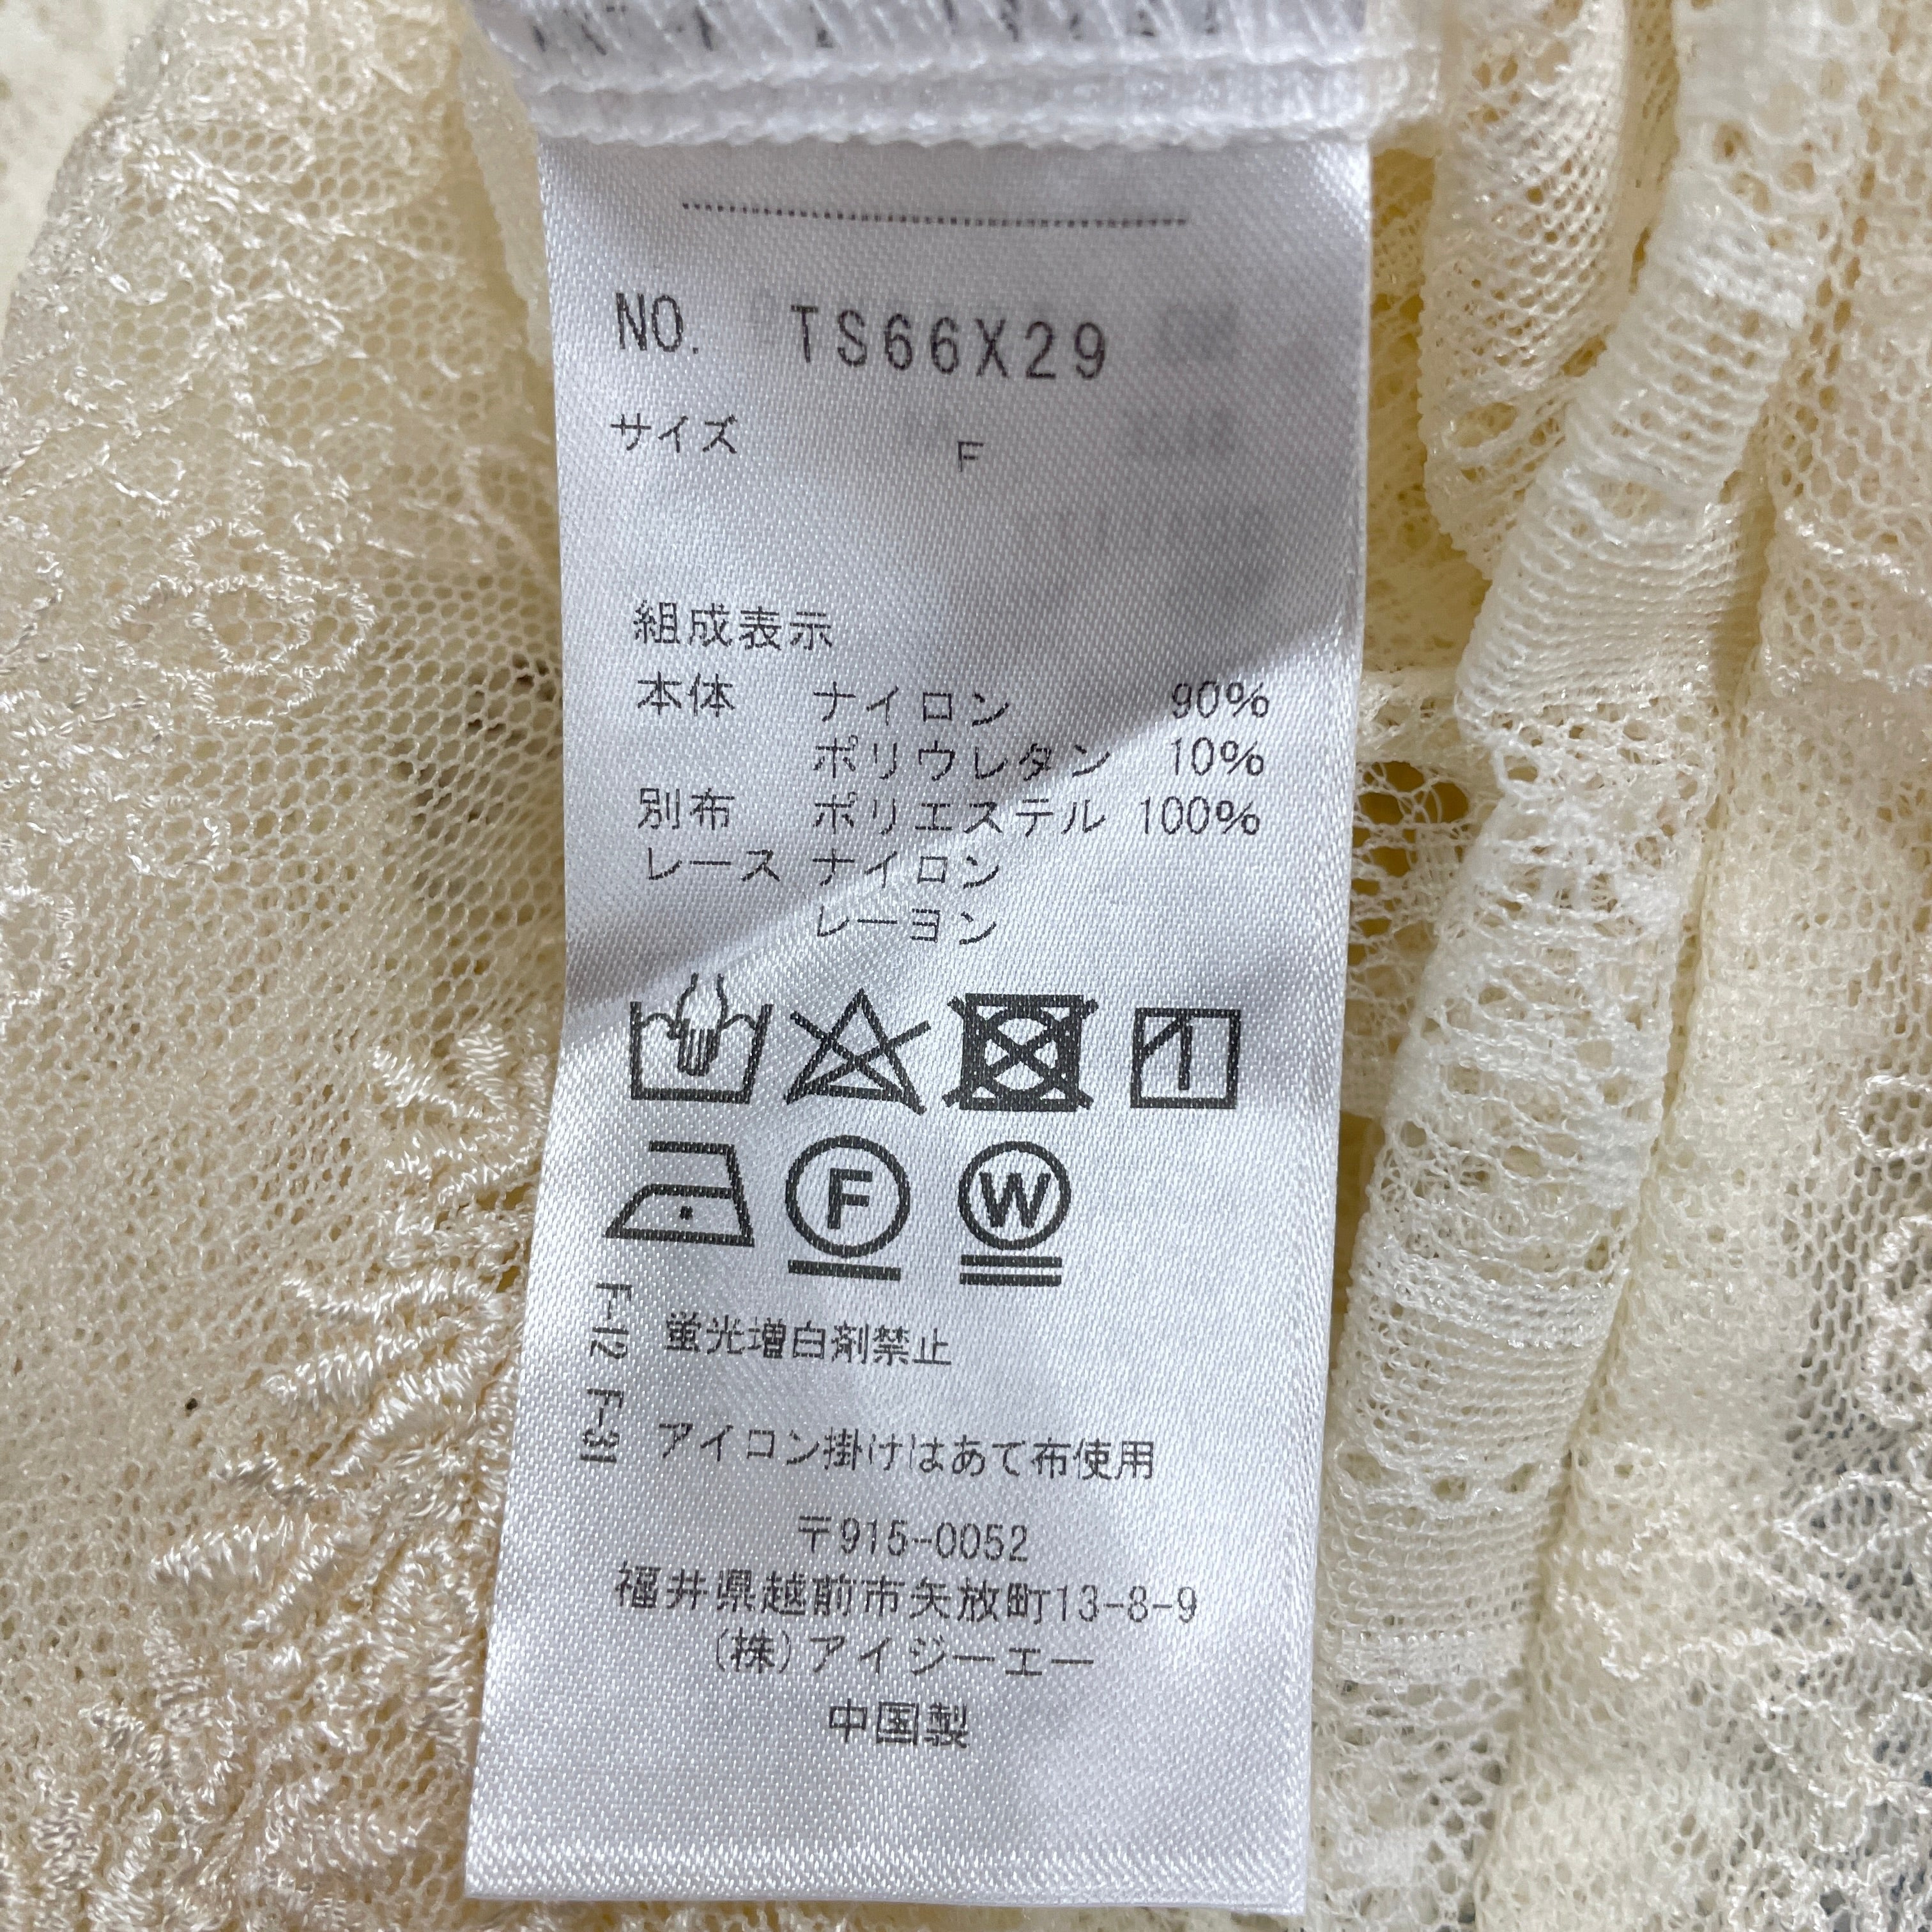 NO. TS66X29
サイズ F
組成表示
本体 ナイロン 90%
ポリウレタン 10%
別布 ポリエステル 100%
レース ナイロン
レーヨン
F W
F-12 蛍光増白剤禁止
F-31 アイロン掛けはあて布使用
〒915-0052
福井県越前市矢放町13-8-9
(株)アイジーエー
中国製